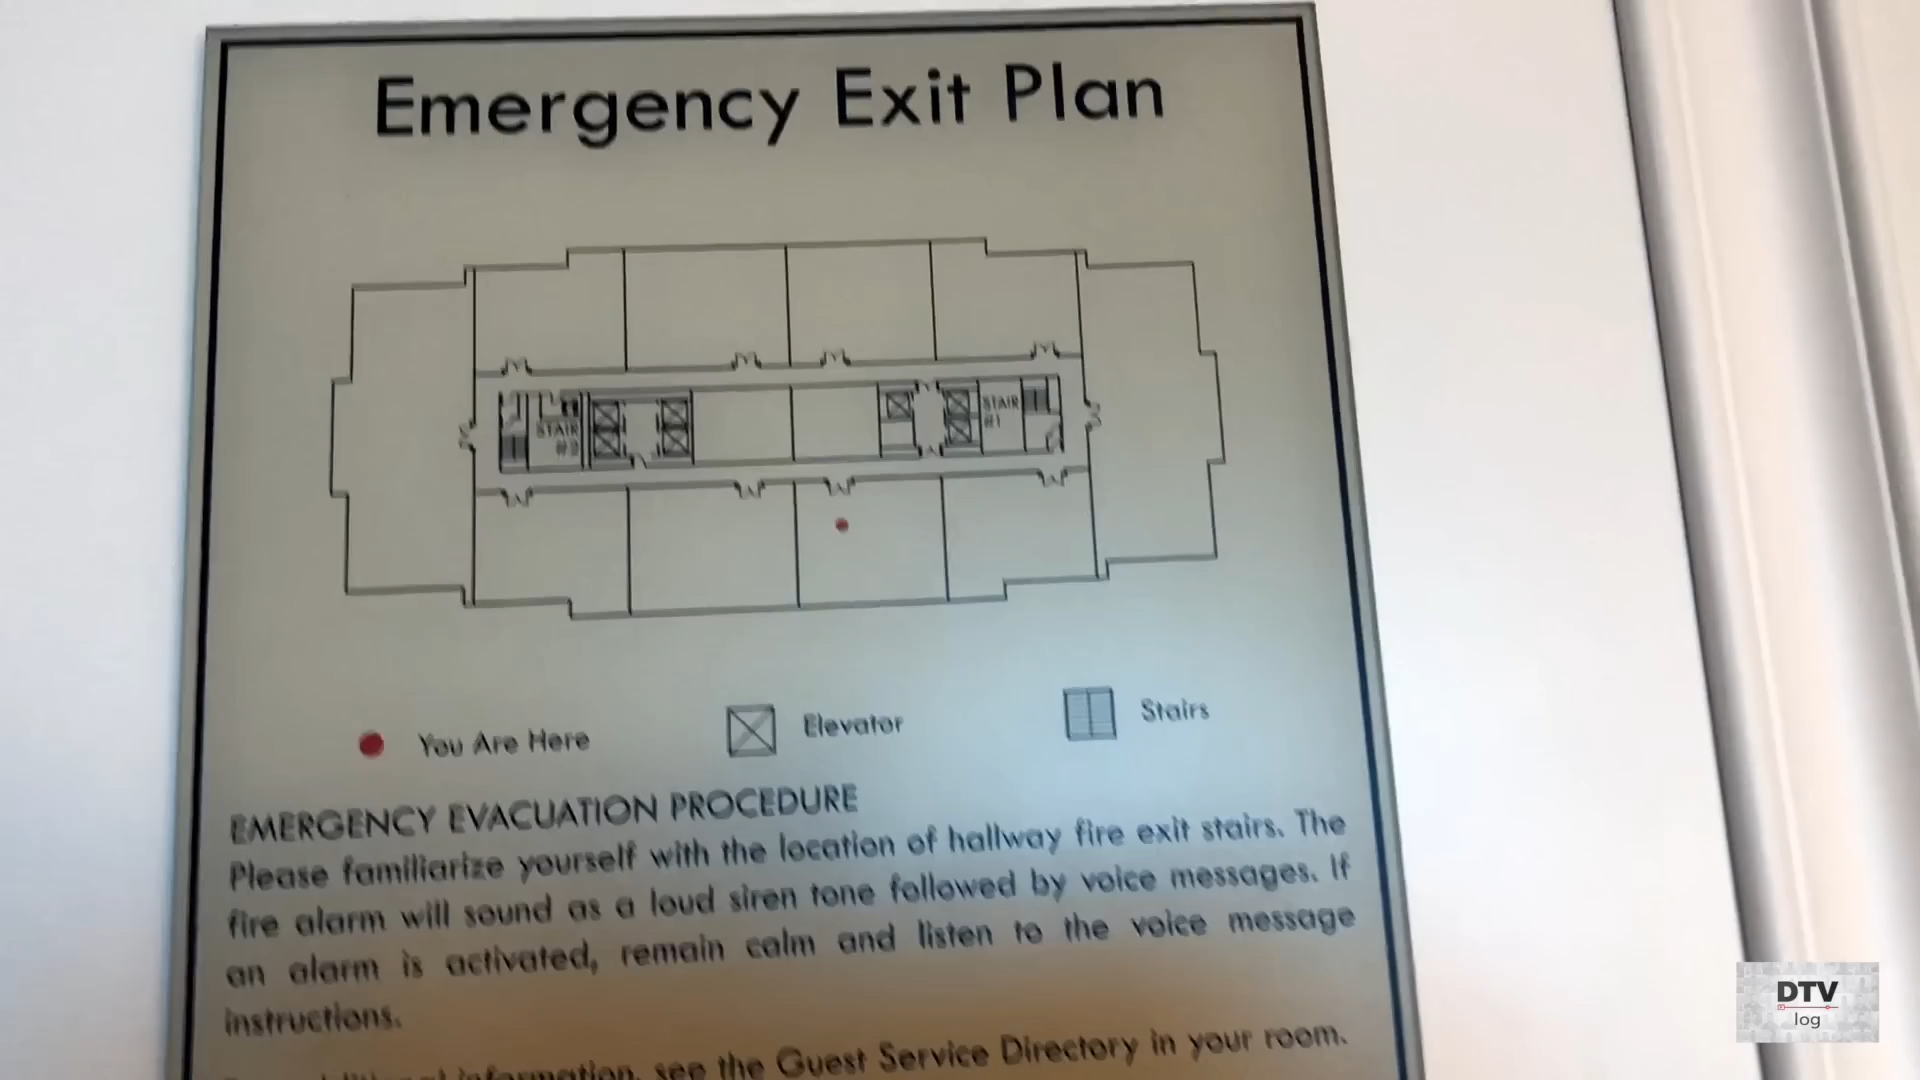 Emergency Exit Plan
STAIR
#1
STAIR
#2
You Are Here
Elevator
Stairs
EMERGENCY EVACUATION PROCEDURE
Please familiarize yourself with the location of hallway fire exit stairs. The
fire alarm will sound as a loud siren tone followed by voice messages. If
an alarm is activated, remain calm and listen to the voice message
instructions.
information, see the Guest Service Directory in your room.
DTV
log